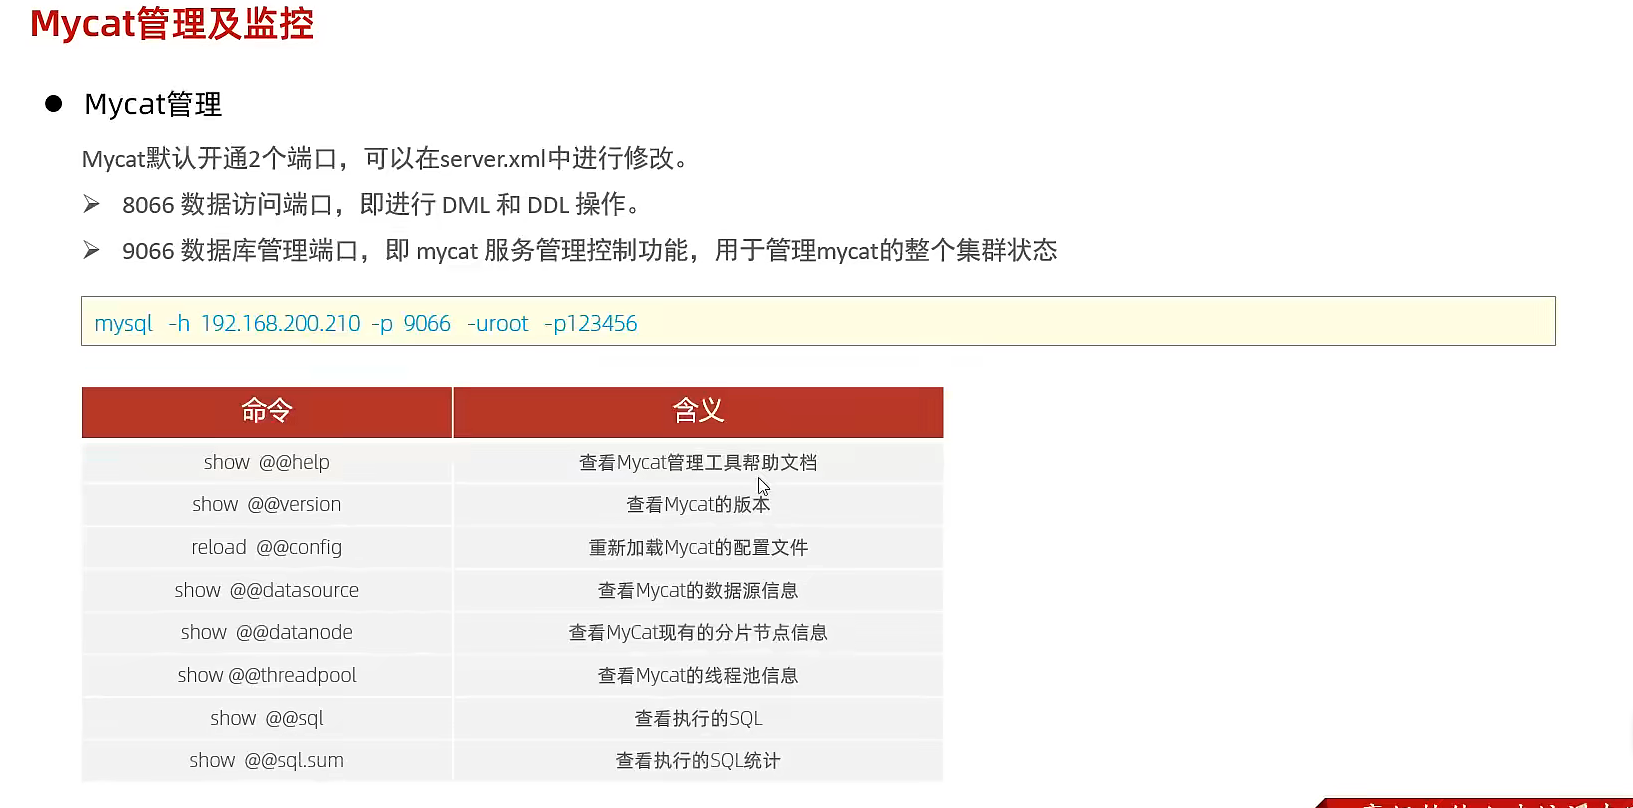 Mycat管理及监控
● Mycat管理
Mycat默认开通2个端口，可以在server.xml中进行修改。
➢ 8066 数据访问端口，即进行 DML 和 DDL 操作。
➢ 9066 数据库管理端口，即 mycat 服务管理控制功能，用于管理mycat的整个集群状态
mysql -h 192.168.200.210 -p 9066 -uroot -p123456
命令 含义
show @@help 查看Mycat管理工具帮助文档
show @@version 查看Mycat的版本
reload @@config 重新加载Mycat的配置文件
show @@datasource 查看Mycat的数据源信息
show @@datanode 查看MyCat现有的分片节点信息
show @@threadpool 查看Mycat的线程池信息
show @@sql 查看执行的SQL
show @@sql.sum 查看执行的SQL统计